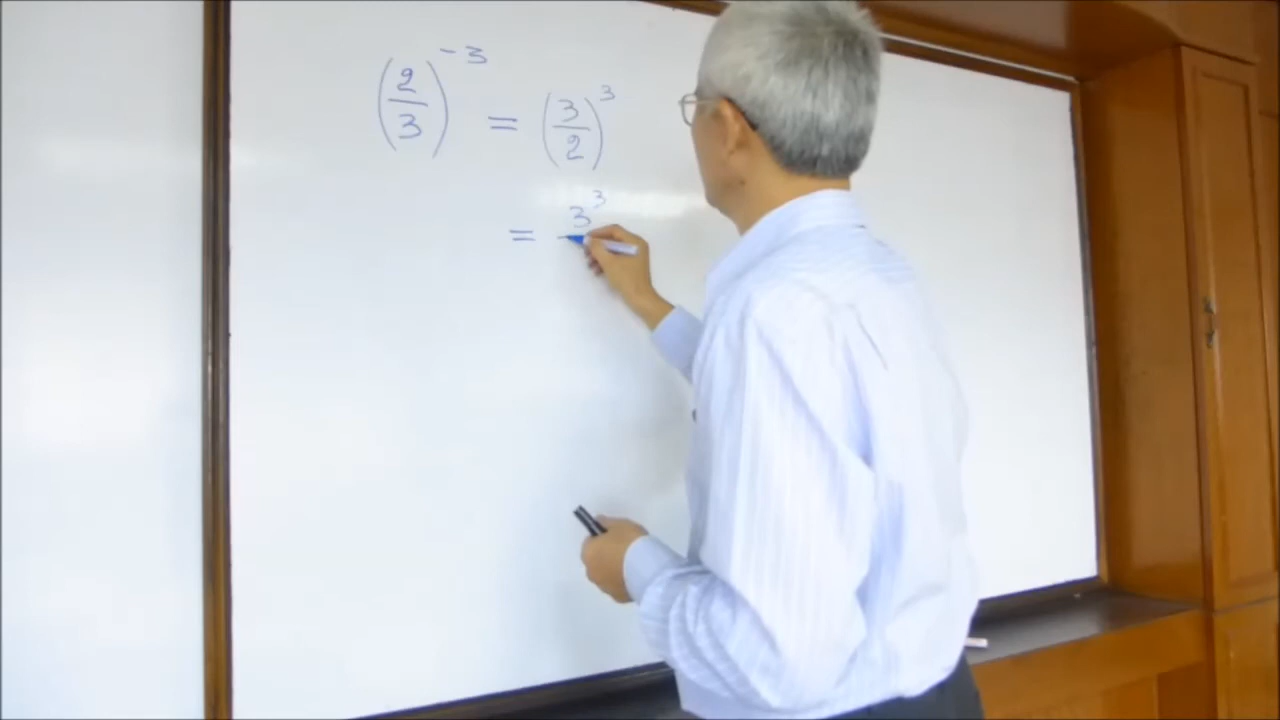 (2/3)^-3 = (3/2)^3
= 3^3